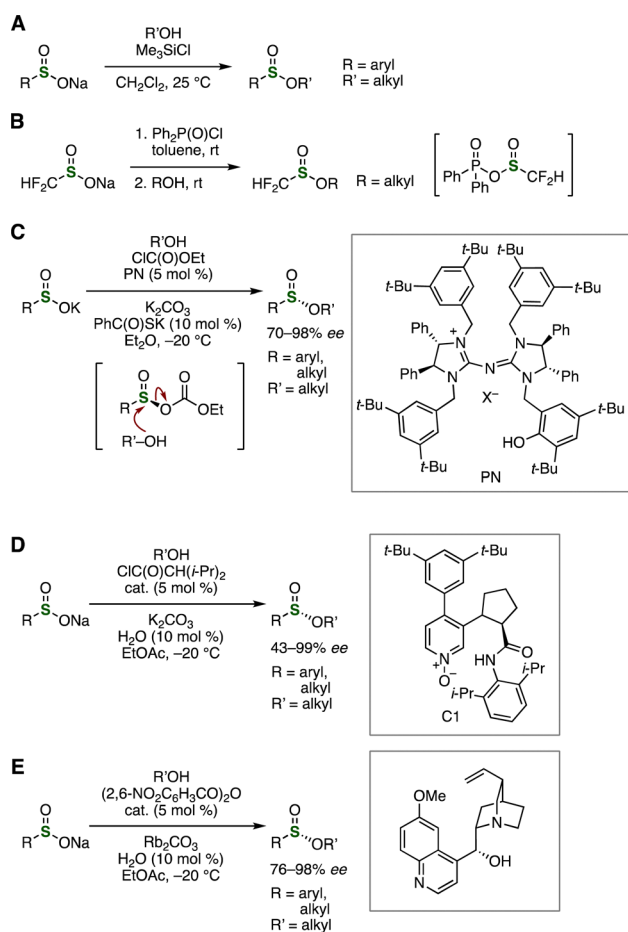 A
R'OH
Me3SiCl
CH2Cl2, 25 °C
O
R S ONa
O
R S OR'
R = aryl
R' = alkyl
B
1. Ph2P(O)Cl
toluene, rt
2. ROH, rt
O
HF2C S ONa
O
HF2C S OR
R = alkyl
O O
Ph P O S CF2H
Ph
C
R'OH
ClC(O)OEt
PN (5 mol %)
K2CO3
PhC(O)SK (10 mol %)
Et2O, –20 °C
O
R S OK
O
R S OR'
70–98% ee
R = aryl,
alkyl
R' = alkyl
O O
R S O OEt
R'–OH
t-Bu t-Bu
t-Bu t-Bu
Ph + Ph
N N
Ph N N N Ph
X–
t-Bu t-Bu
HO
t-Bu t-Bu
PN
D
R'OH
ClC(O)CH(i-Pr)2
cat. (5 mol %)
K2CO3
H2O (10 mol %)
EtOAc, –20 °C
O
R S ONa
O
R S OR'
43–99% ee
R = aryl,
alkyl
R' = alkyl
t-Bu t-Bu
O
N+
O–
HN i-Pr
i-Pr
C1
E
R'OH
(2,6-NO2C6H3CO)2O
cat. (5 mol %)
Rb2CO3
H2O (10 mol %)
EtOAc, –20 °C
O
R S ONa
O
R S OR'
76–98% ee
R = aryl,
alkyl
R' = alkyl
OMe
N
OH
N